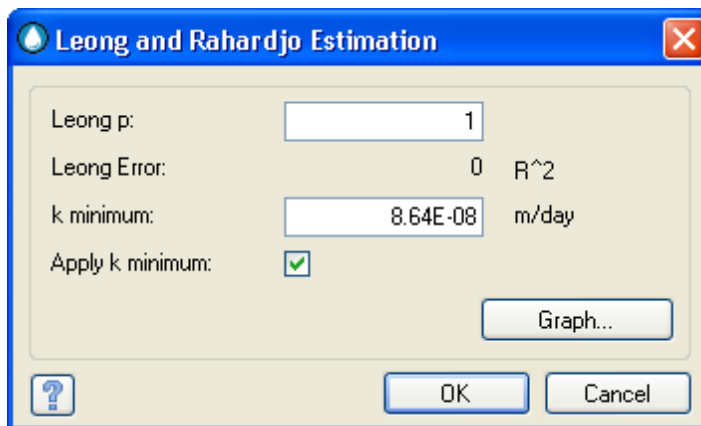 Leong and Rahardjo Estimation
Leong p: 1
Leong Error: 0 R^2
k minimum: 8.64E-08 m/day
Apply k minimum:
Graph...
? OK Cancel